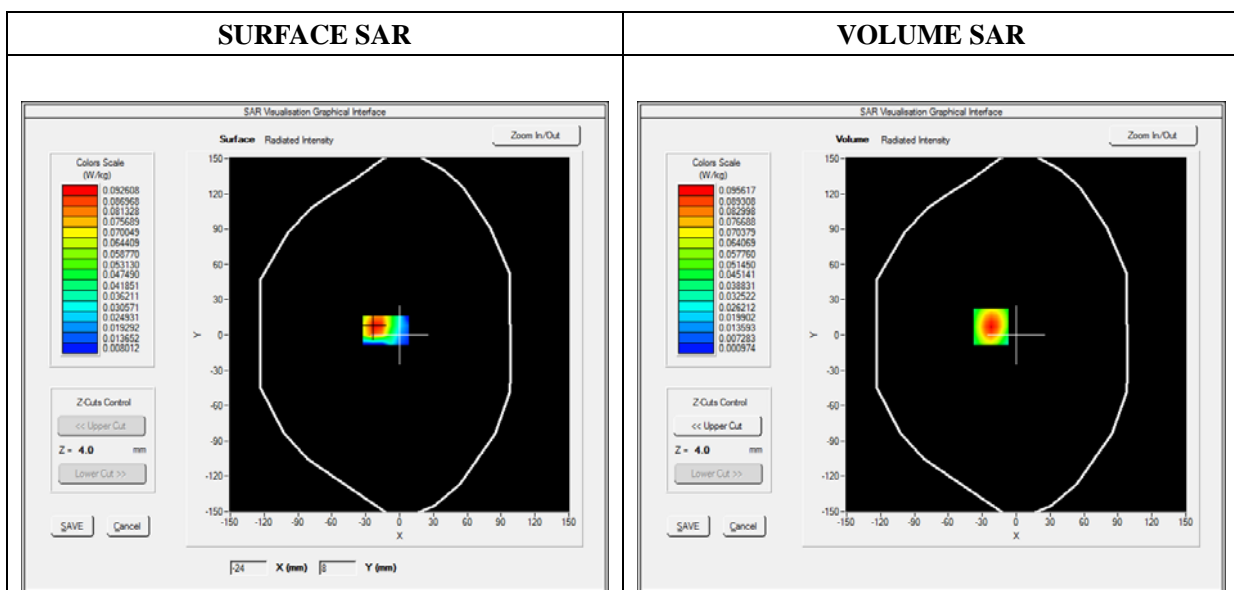 SURFACE SAR
SAR Visualisation Graphical Interface
Surface Radiated Intensity
Zoom In/Out
Colors Scale
(W/kg)
0.092608
0.086968
0.081328
0.075689
0.070049
0.064409
0.058770
0.053130
0.047490
0.041851
0.036211
0.030571
0.024931
0.019292
0.013652
0.008012
150
120
90
60
30
0
-30
-60
-90
-120
-150
Y
-150 -120 -90 -60 -30 0 30 60 90 120 150
X
Z-Cuts Control
<< Upper Cut
Z = 4.0 mm
Lower Cut >>
SAVE Cancel
-24 X (mm) 8 Y (mm)
VOLUME SAR
SAR Visualisation Graphical Interface
Volume Radiated Intensity
Zoom In/Out
Colors Scale
(W/kg)
0.095617
0.089308
0.082998
0.076688
0.070379
0.064069
0.057760
0.051450
0.045141
0.038831
0.032522
0.026212
0.019902
0.013593
0.007283
0.000974
150
120
90
60
30
0
-30
-60
-90
-120
-150
Y
-150 -120 -90 -60 -30 0 30 60 90 120 150
X
Z-Cuts Control
<< Upper Cut
Z = 4.0 mm
Lower Cut >>
SAVE Cancel